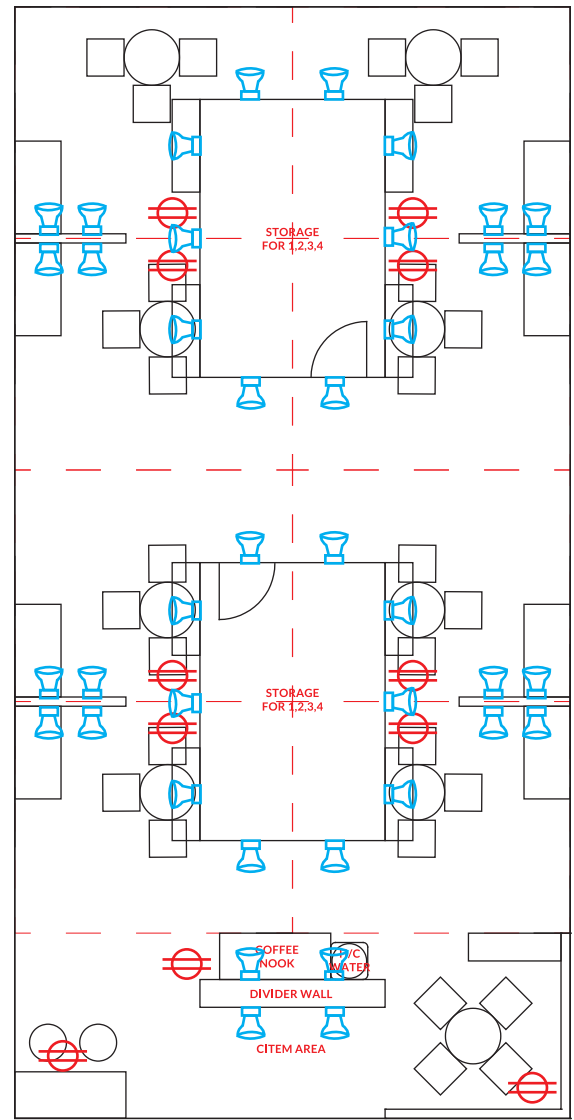 STORAGE
FOR 1,2,3,4
STORAGE
FOR 1,2,3,4
COFFEE
NOOK
H/C
WATER
DIVIDER WALL
CITEM AREA